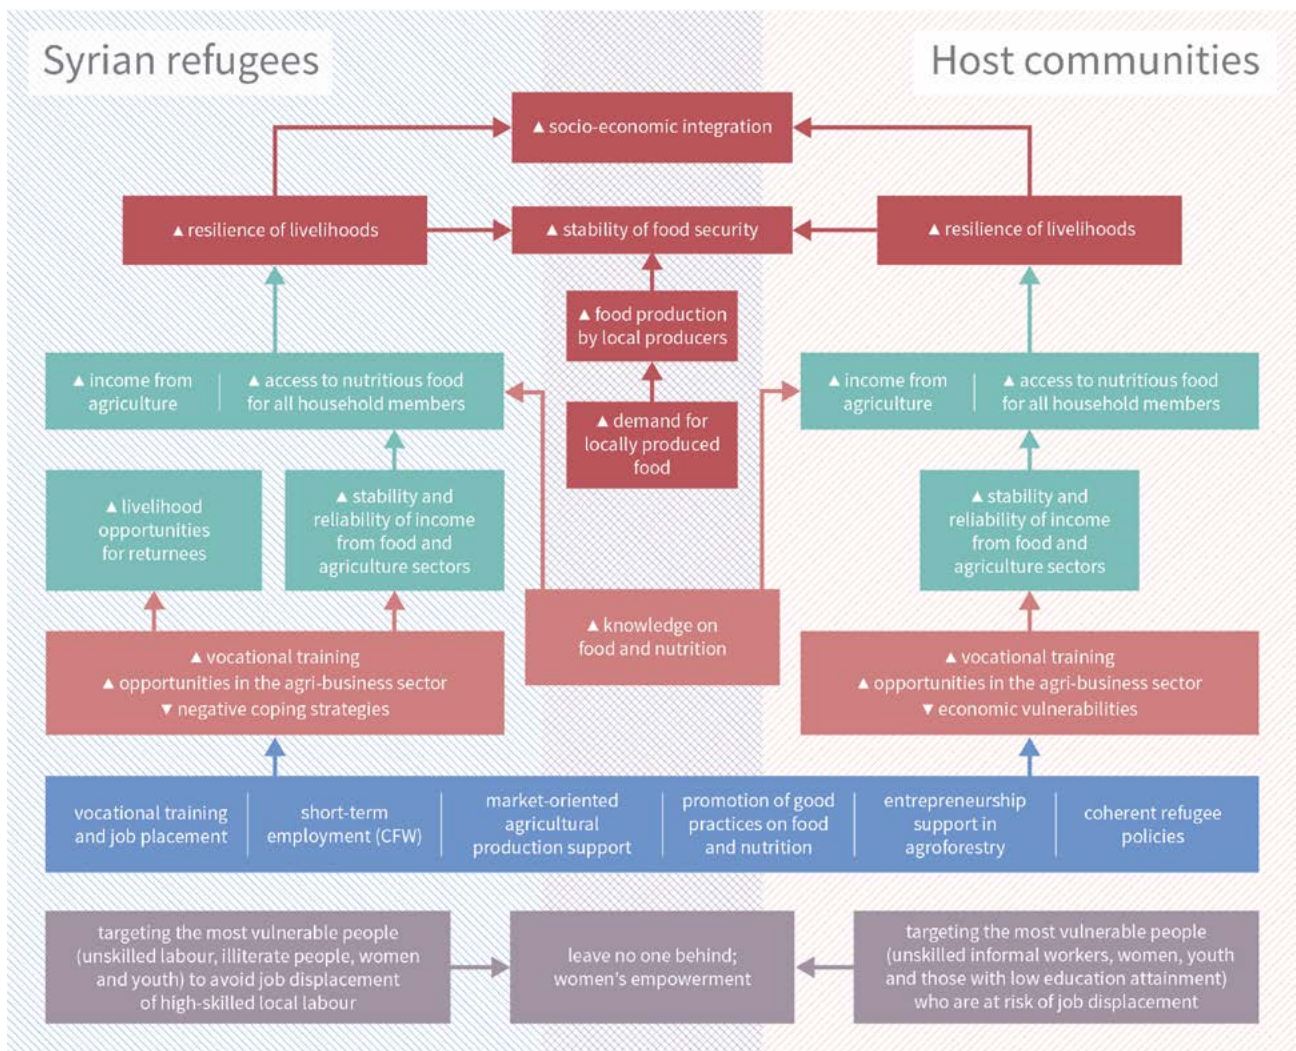 Syrian refugees
Host communities
▲ socio-economic integration
▲ resilience of livelihoods
▲ stability of food security
▲ resilience of livelihoods
▲ food production
by local producers
▲ income from
agriculture
▲ access to nutritious food
for all household members
▲ demand for
locally produced
food
▲ income from
agriculture
▲ access to nutritious food
for all household members
▲ livelihood
opportunities
for returnees
▲ stability and
reliability of income
from food and
agriculture sectors
▲ stability and
reliability of income
from food and
agriculture sectors
▲ knowledge on
food and nutrition
▲ vocational training
▲ opportunities in the agri-business sector
▼ negative coping strategies
▲ vocational training
▲ opportunities in the agri-business sector
▼ economic vulnerabilities
vocational training
and job placement
short-term
employment (CFW)
market-oriented
agricultural
production support
promotion of good
practices on food
and nutrition
entrepreneurship
support in
agroforestry
coherent refugee
policies
targeting the most vulnerable people
(unskilled labour, illiterate people, women
and youth) to avoid job displacement
of high-skilled local labour
leave no one behind;
women's empowerment
targeting the most vulnerable people
(unskilled informal workers, women, youth
and those with low education attainment)
who are at risk of job displacement